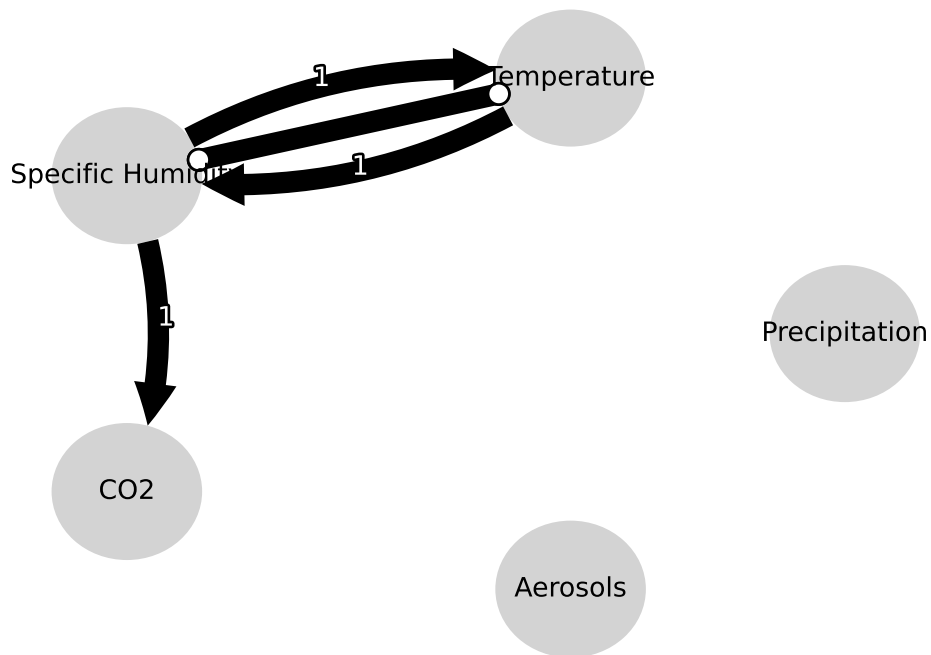 1
Temperature
1
Specific Humidity
1
Precipitation
CO2
Aerosols